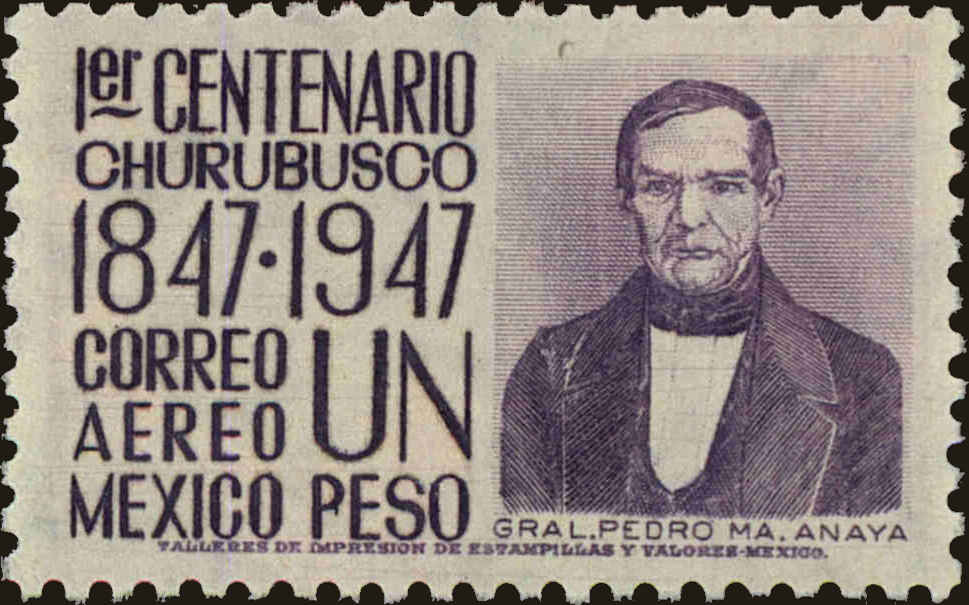 1er CENTENARIO
CHURUBUSCO
1847·1947
CORREO
AEREO
UN
MEXICO PESO
GRAL. PEDRO MA. ANAYA
TALLERES DE IMPRESION DE ESTAMPILLAS Y VALORES-MEXICO.